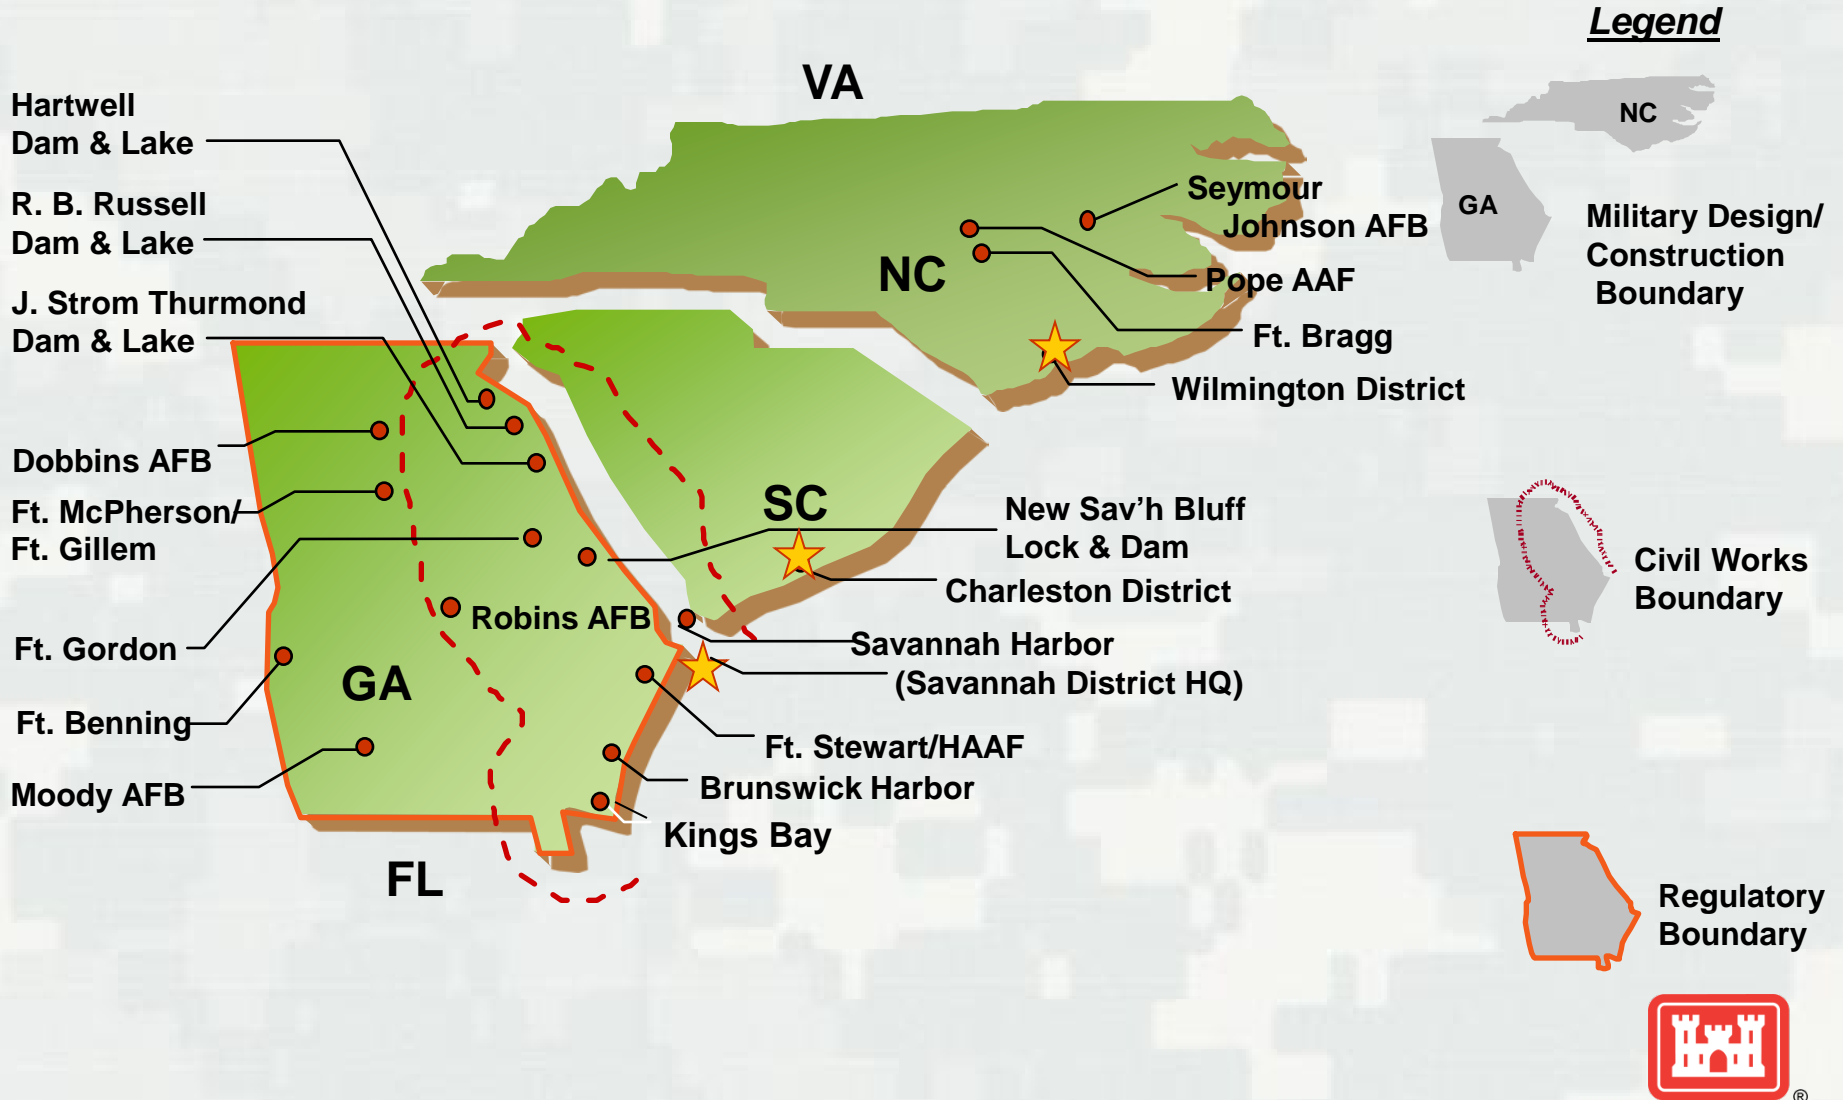 Legend
VA
NC
GA
Military Design/
Construction
Boundary
Hartwell
Dam & Lake
R. B. Russell
Dam & Lake
J. Strom Thurmond
Dam & Lake
Seymour
Johnson AFB
NC
Pope AAF
Ft. Bragg
Wilmington District
Dobbins AFB
Ft. McPherson/
Ft. Gillem
SC
New Sav’h Bluff
Lock & Dam
Charleston District
Civil Works
Boundary
Robins AFB
Ft. Gordon
Savannah Harbor
(Savannah District HQ)
GA
Ft. Benning
Ft. Stewart/HAAF
Moody AFB
Brunswick Harbor
Kings Bay
FL
Regulatory
Boundary
®